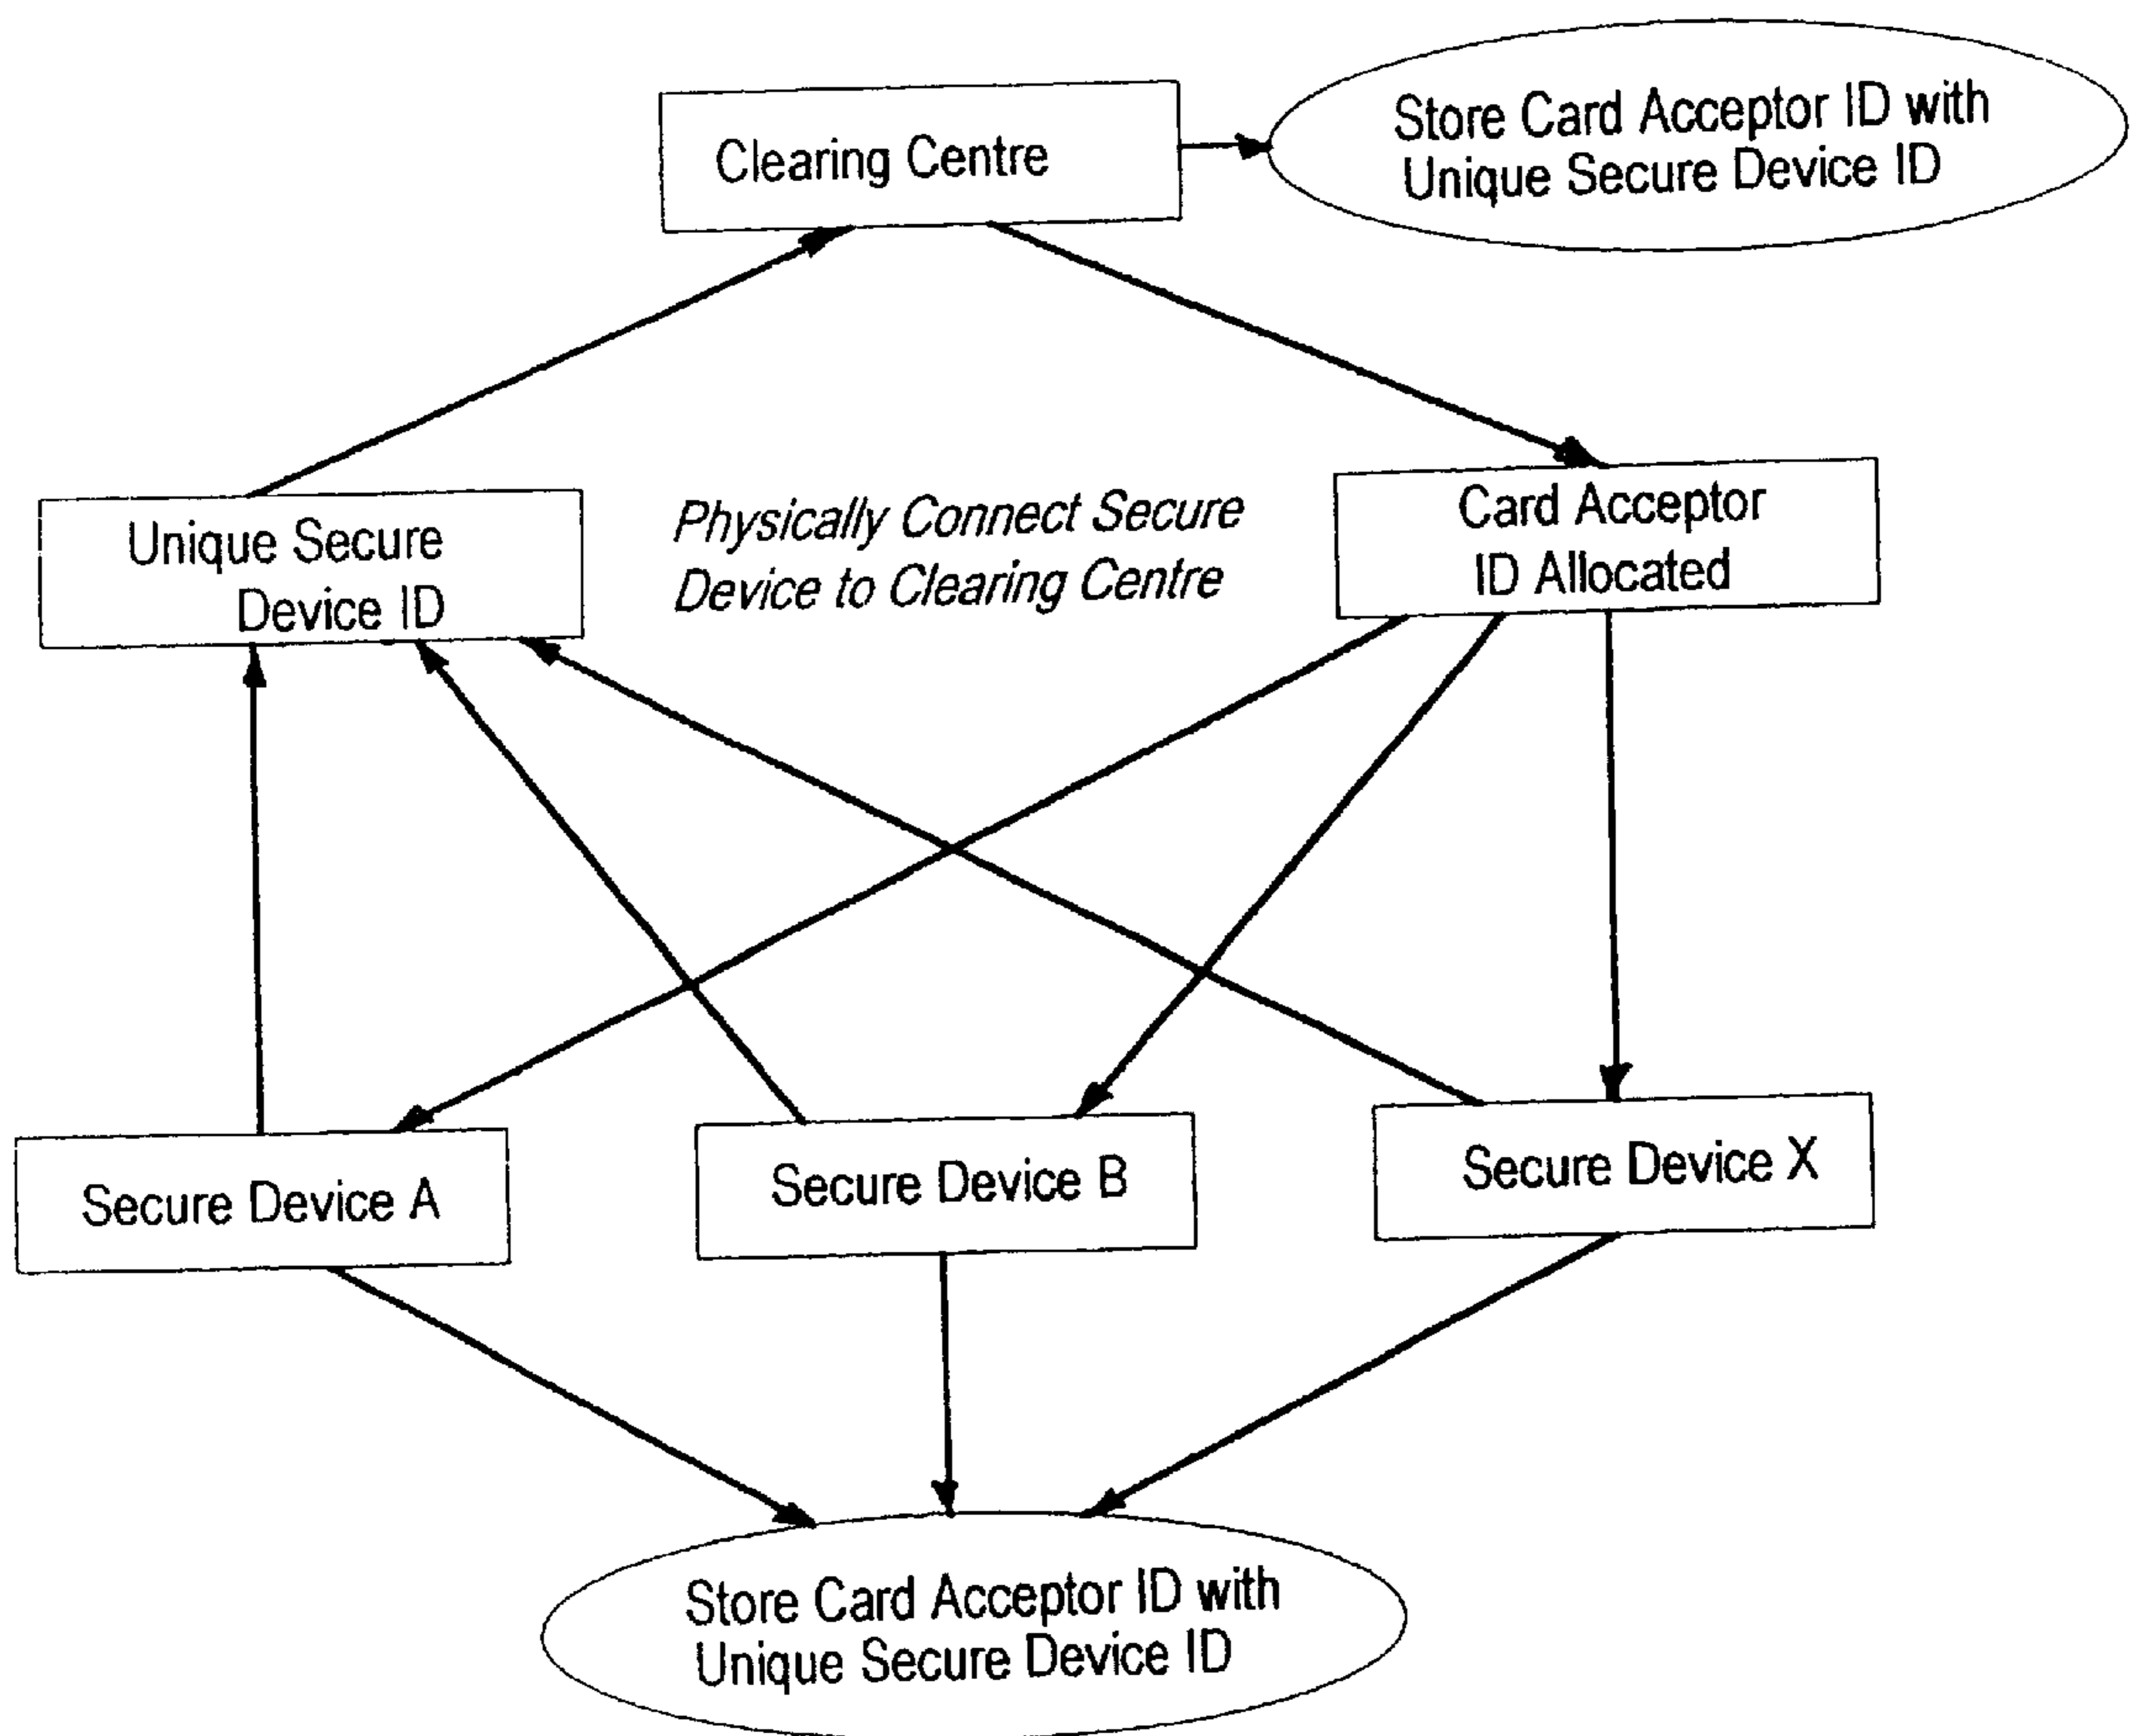 Clearing Centre
Store Card Acceptor ID with
Unique Secure Device ID
Unique Secure
Device ID
Physically Connect Secure
Device to Clearing Centre
Card Acceptor
ID Allocated
Secure Device A
Secure Device B
Secure Device X
Store Card Acceptor ID with
Unique Secure Device ID